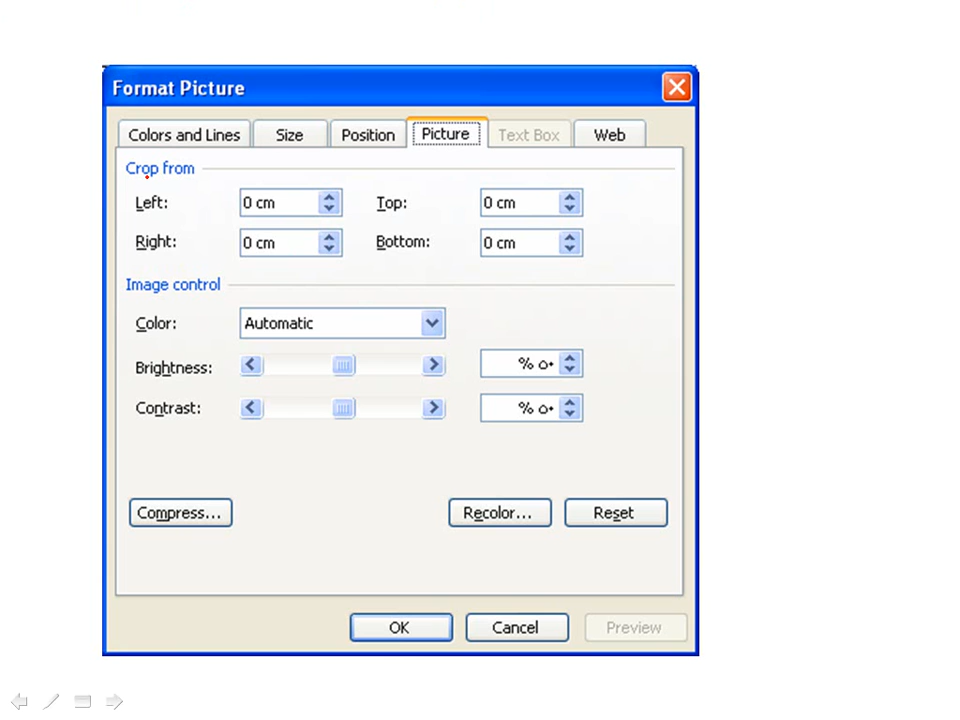 Format Picture
Colors and Lines Size Position Picture Text Box Web
Crop from
Left: 0 cm Top: 0 cm
Right: 0 cm Bottom: 0 cm
Image control
Color: Automatic
Brightness: % ٥٠
Contrast: % ٥٠
Compress... Recolor... Reset
OK Cancel Preview